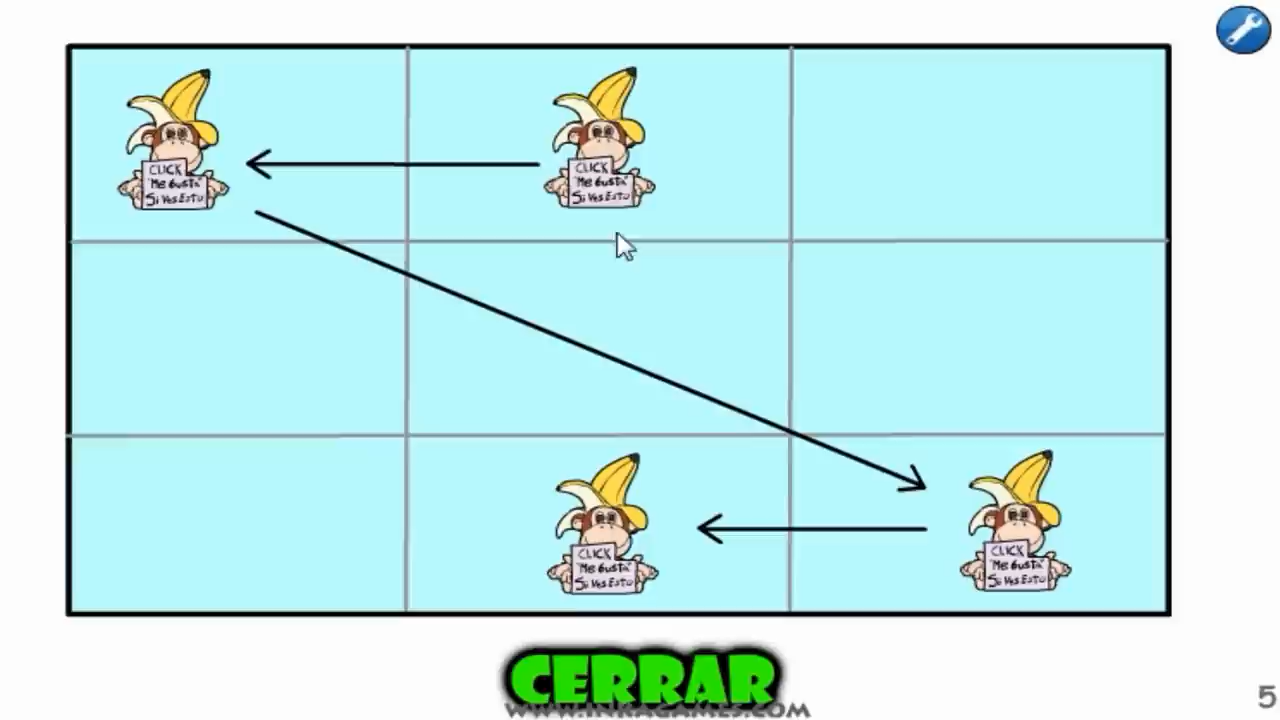 CLICK
"Me Gusta"
Si Ves Esto
CLICK
"Me Gusta"
Si Ves Esto
CLICK
"Me Gusta"
Si Ves Esto
CLICK
"Me Gusta"
Si Ves Esto
CERRAR
WWW.INKAGAMES.COM
5